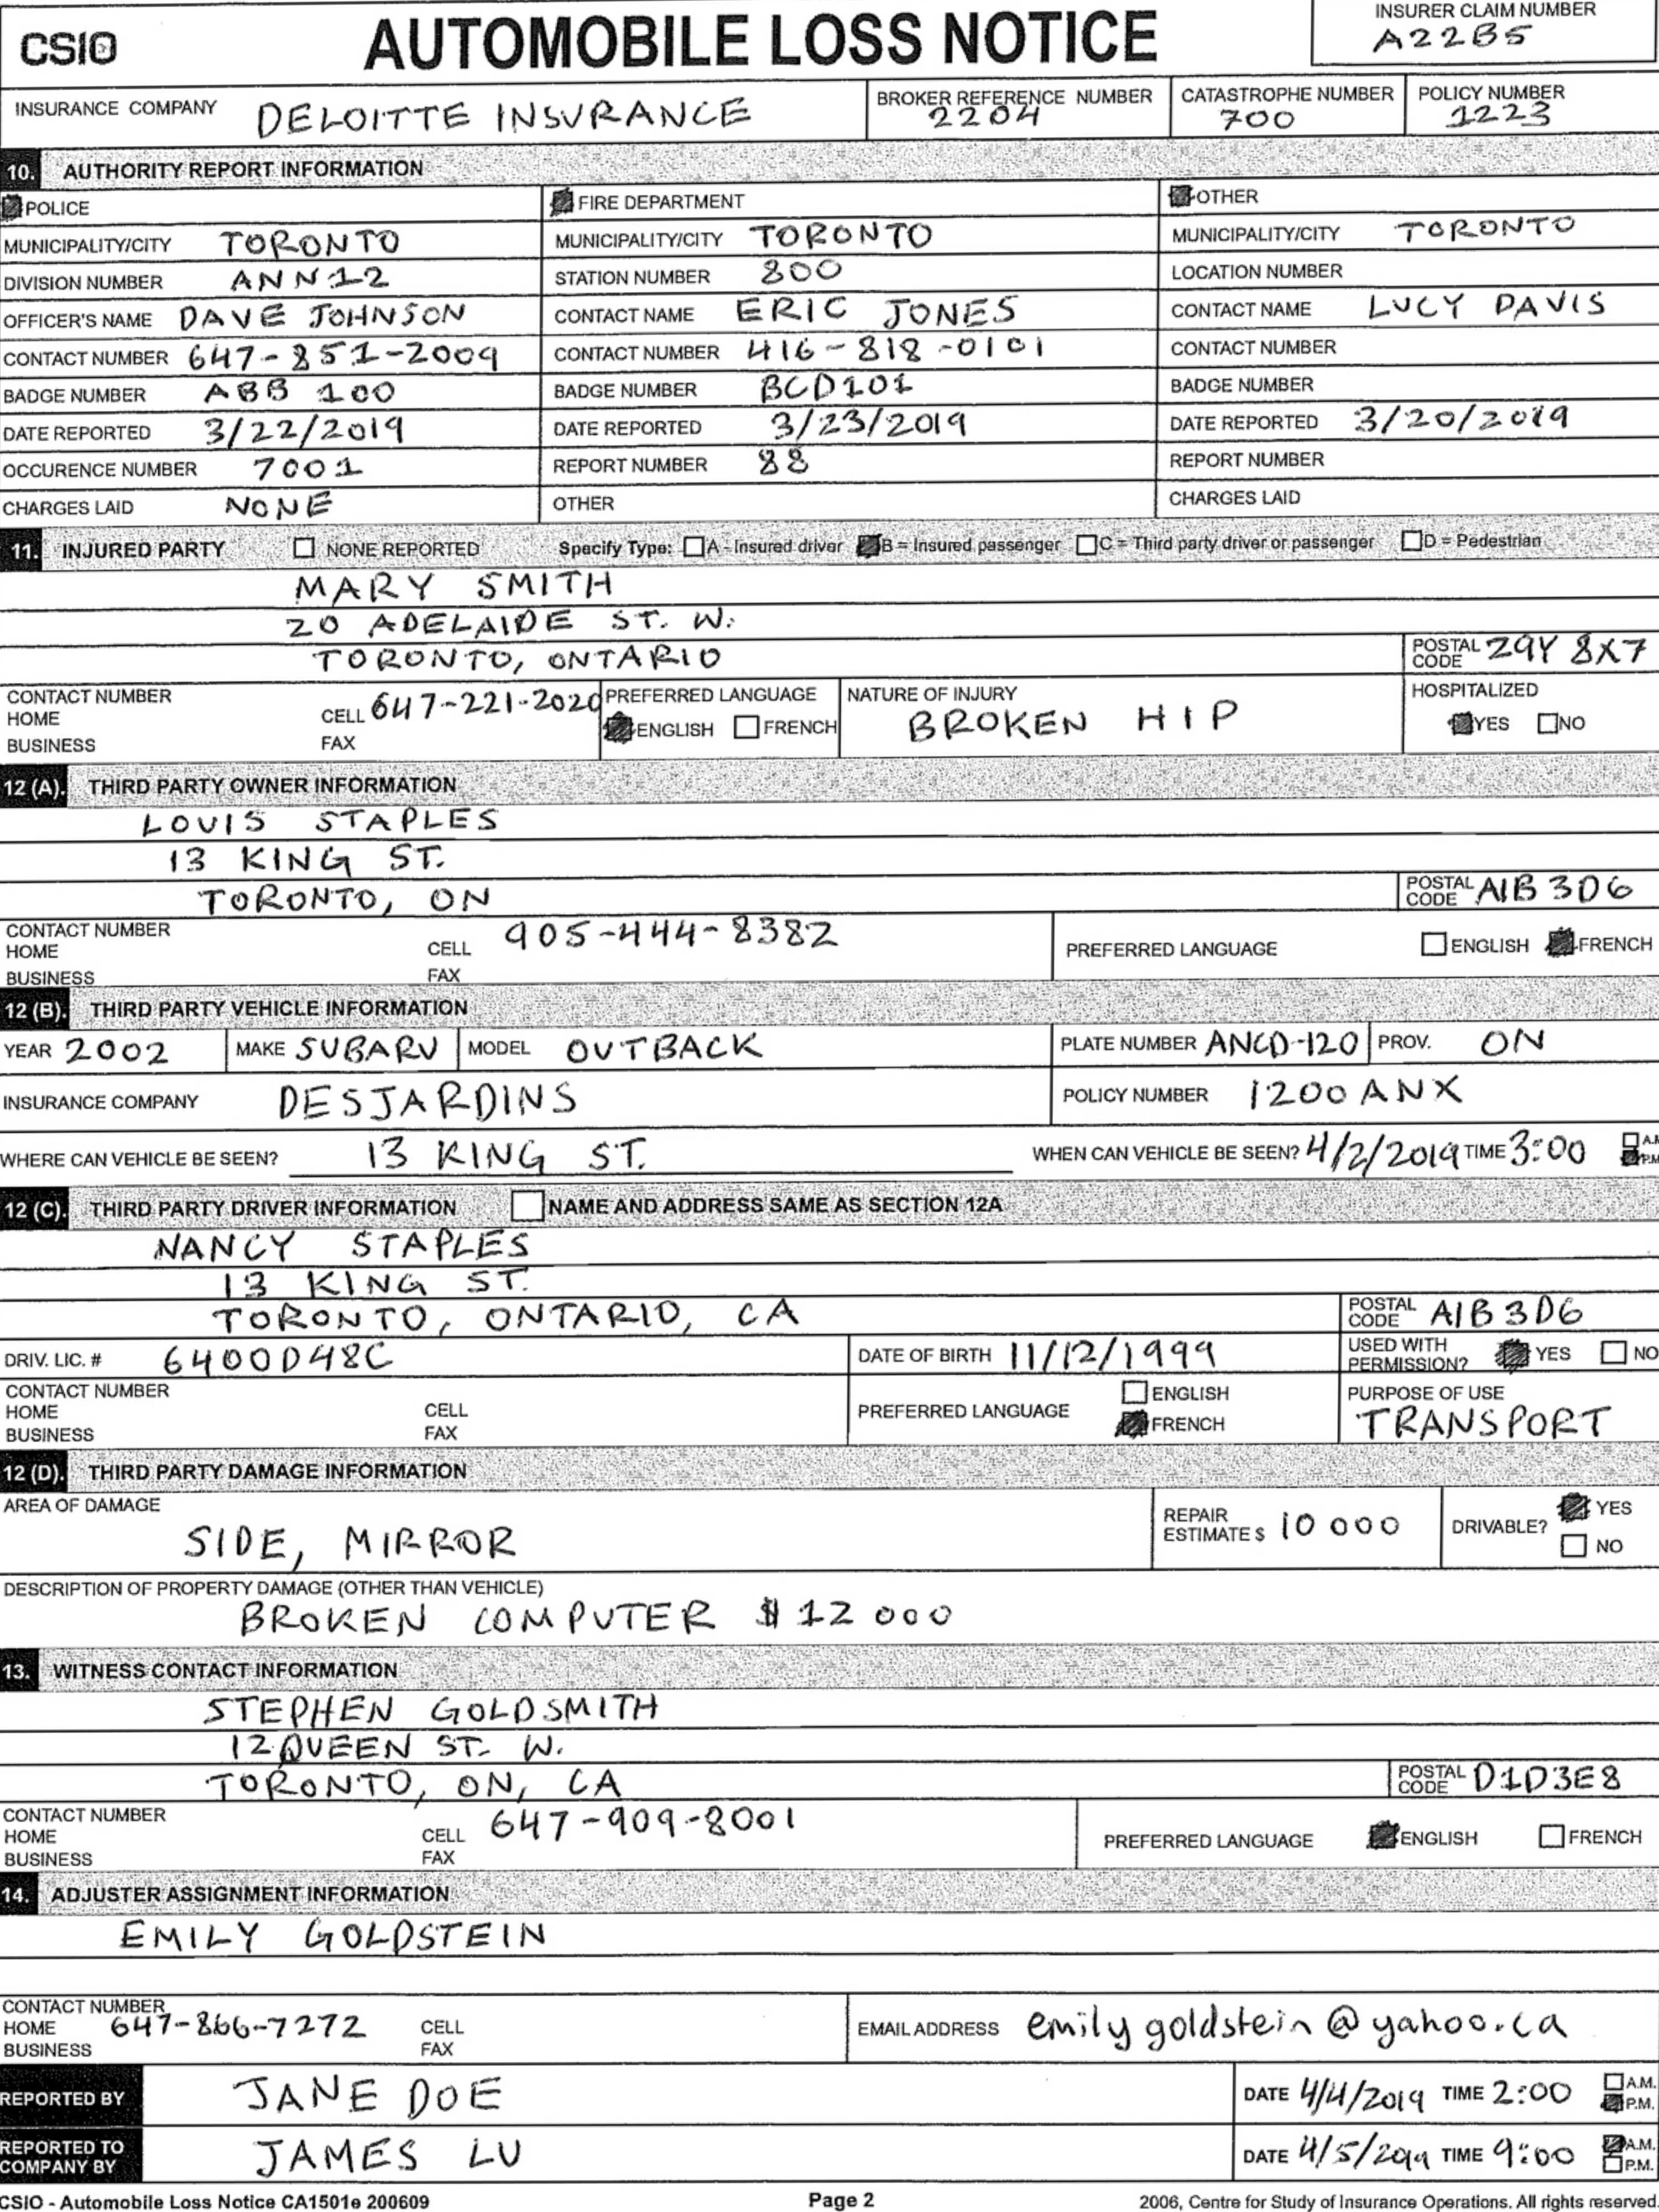 CSIO
AUTOMOBILE LOSS NOTICE
INSURER CLAIM NUMBER
A22B5
INSURANCE COMPANY DELOITTE INSURANCE
BROKER REFERENCE NUMBER
2204
CATASTROPHE NUMBER
700
POLICY NUMBER
1223
10. AUTHORITY REPORT INFORMATION
POLICE FIRE DEPARTMENT OTHER
MUNICIPALITY/CITY TORONTO MUNICIPALITY/CITY TORONTO MUNICIPALITY/CITY TORONTO
DIVISION NUMBER ANN12 STATION NUMBER 800 LOCATION NUMBER
OFFICER'S NAME DAVE JOHNSON CONTACT NAME ERIC JONES CONTACT NAME LUCY DAVIS
CONTACT NUMBER 647-851-2009 CONTACT NUMBER 416-818-0101 CONTACT NUMBER
BADGE NUMBER ABB 100 BADGE NUMBER BCD101 BADGE NUMBER
DATE REPORTED 3/22/2019 DATE REPORTED 3/23/2019 DATE REPORTED 3/20/2019
OCCURENCE NUMBER 7001 REPORT NUMBER 88 REPORT NUMBER
CHARGES LAID NONE OTHER CHARGES LAID
11. INJURED PARTY NONE REPORTED Specify Type: A - Insured driver B = Insured passenger C = Third party driver or passenger D = Pedestrian
MARY SMITH
20 ADELAIDE ST. W.
TORONTO, ONTARIO POSTAL CODE Z9Y 8X7
CONTACT NUMBER
HOME CELL 647-221-2020
BUSINESS FAX
PREFERRED LANGUAGE
ENGLISH FRENCH
NATURE OF INJURY
BROKEN HIP
HOSPITALIZED
YES NO
12 (A). THIRD PARTY OWNER INFORMATION
LOUIS STAPLES
13 KING ST.
TORONTO, ON POSTAL CODE A1B 3D6
CONTACT NUMBER
HOME CELL 905-444-8382
BUSINESS FAX
PREFERRED LANGUAGE ENGLISH FRENCH
12 (B). THIRD PARTY VEHICLE INFORMATION
YEAR 2002 MAKE SUBARU MODEL OUTBACK PLATE NUMBER ANCD-120 PROV. ON
INSURANCE COMPANY DESJARDINS POLICY NUMBER 1200ANX
WHERE CAN VEHICLE BE SEEN? 13 KING ST. WHEN CAN VEHICLE BE SEEN? 4/2/2019 TIME 3:00 A.M P.M
12 (C). THIRD PARTY DRIVER INFORMATION NAME AND ADDRESS SAME AS SECTION 12A
NANCY STAPLES
13 KING ST.
TORONTO, ONTARIO, CA POSTAL CODE A1B 3D6
DRIV. LIC. # 6400D48C DATE OF BIRTH 11/12/1999 USED WITH PERMISSION? YES NO
CONTACT NUMBER
HOME CELL
BUSINESS FAX
PREFERRED LANGUAGE ENGLISH FRENCH
PURPOSE OF USE
TRANSPORT
12 (D). THIRD PARTY DAMAGE INFORMATION
AREA OF DAMAGE
SIDE, MIRROR
REPAIR ESTIMATE $ 10 000
DRIVABLE? YES NO
DESCRIPTION OF PROPERTY DAMAGE (OTHER THAN VEHICLE)
BROKEN COMPUTER $12 000
13. WITNESS CONTACT INFORMATION
STEPHEN GOLDSMITH
12 QUEEN ST. W.
TORONTO, ON, CA POSTAL CODE D1D3E8
CONTACT NUMBER
HOME CELL 647-909-8001
BUSINESS FAX
PREFERRED LANGUAGE ENGLISH FRENCH
14. ADJUSTER ASSIGNMENT INFORMATION
EMILY GOLDSTEIN
CONTACT NUMBER
HOME 647-866-7272 CELL
BUSINESS FAX
EMAIL ADDRESS emilygoldstein@yahoo.ca
REPORTED BY JANE DOE DATE 4/4/2019 TIME 2:00 A.M. P.M.
REPORTED TO COMPANY BY JAMES LU DATE 4/5/2019 TIME 9:00 A.M. P.M.
CSIO - Automobile Loss Notice CA1501e 200609 Page 2 2006, Centre for Study of Insurance Operations. All rights reserved.